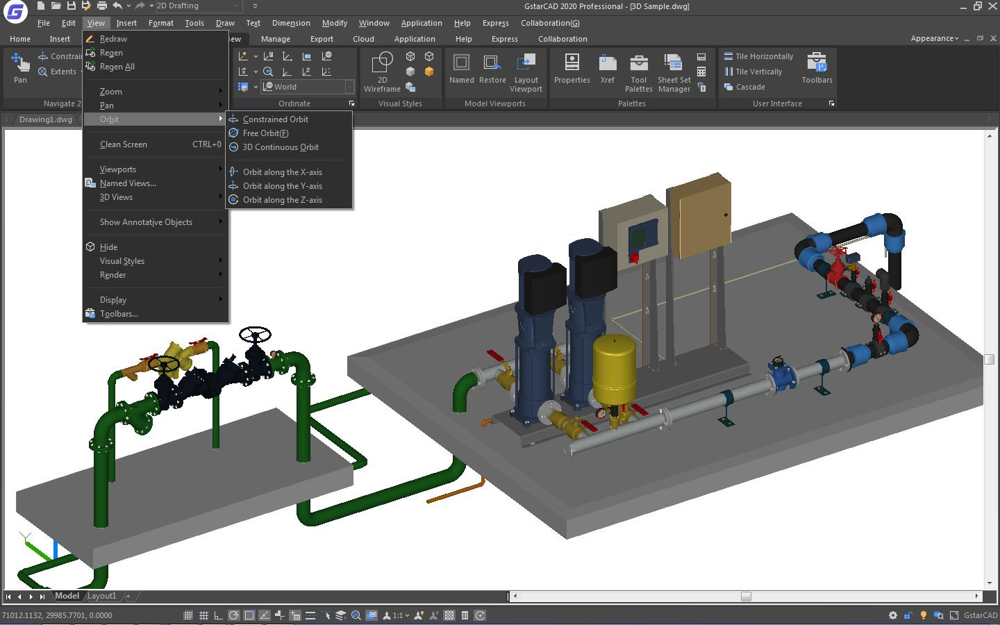 2D Drafting
GstarCAD 2020 Professional - [3D Sample.dwg]
File Edit View Insert Format Tools Draw Text Dimension Modify Window Application Help Express Collaboration(G)
Home Insert Manage Export Cloud Application Help Express Collaboration Appearance
Redraw
Regen
Regen All
Zoom
Pan
Orbit
Clean Screen CTRL+0
Viewports
Named Views...
3D Views
Show Annotative Objects
Hide
Visual Styles
Render
Display
Toolbars...
Constrained Orbit
Free Orbit(F)
3D Continuous Orbit
Orbit along the X-axis
Orbit along the Y-axis
Orbit along the Z-axis
Pan
Extents
Navigate 2
World
Ordinate
2D Wireframe
Visual Styles
Named Restore Layout Viewport
Model Viewports
Properties Xref Tool Palettes Sheet Set Manager
Palettes
Tile Horizontally
Tile Vertically
Cascade
Toolbars
User Interface
Drawing1.dwg
Model Layout1 +
71012.1132, 29985.7701, 0.0000
1:1
GstarCAD